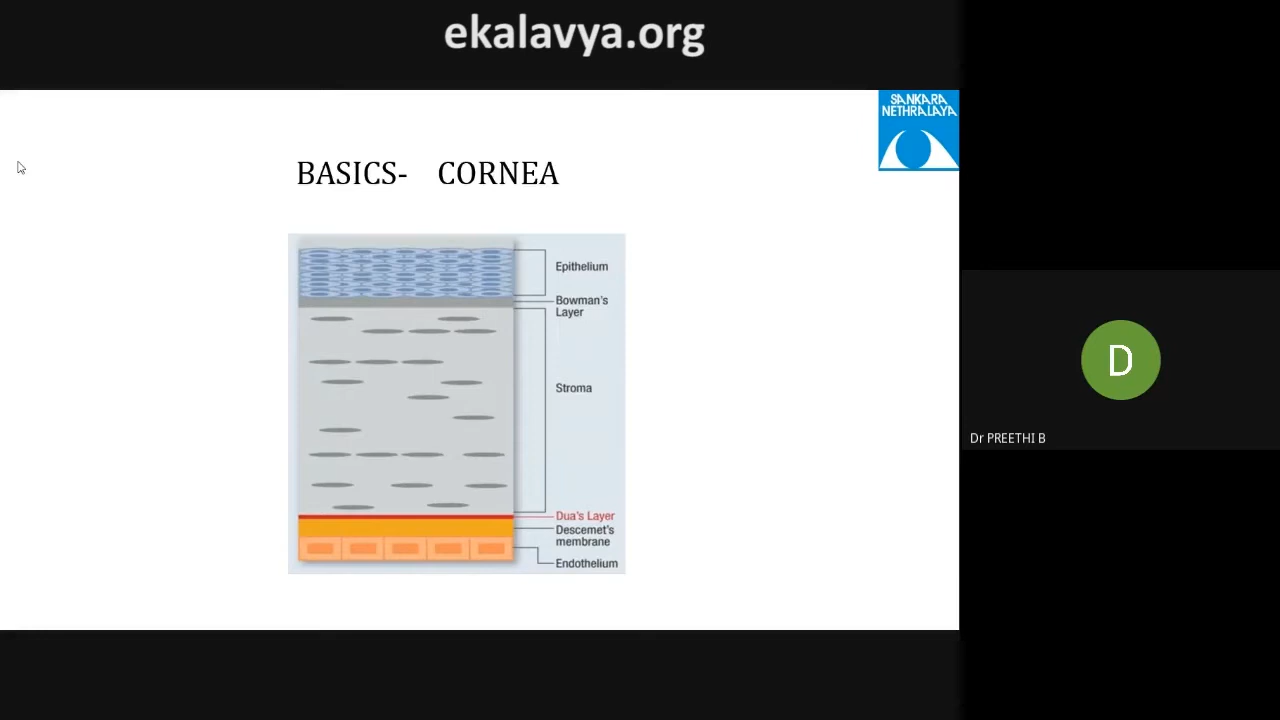 ekalavya.org
SANKARA
NETHRALAYA
BASICS- CORNEA
Epithelium
Bowman's
Layer
Stroma
Dua's Layer
Descemet's
membrane
Endothelium
D
Dr PREETHI B